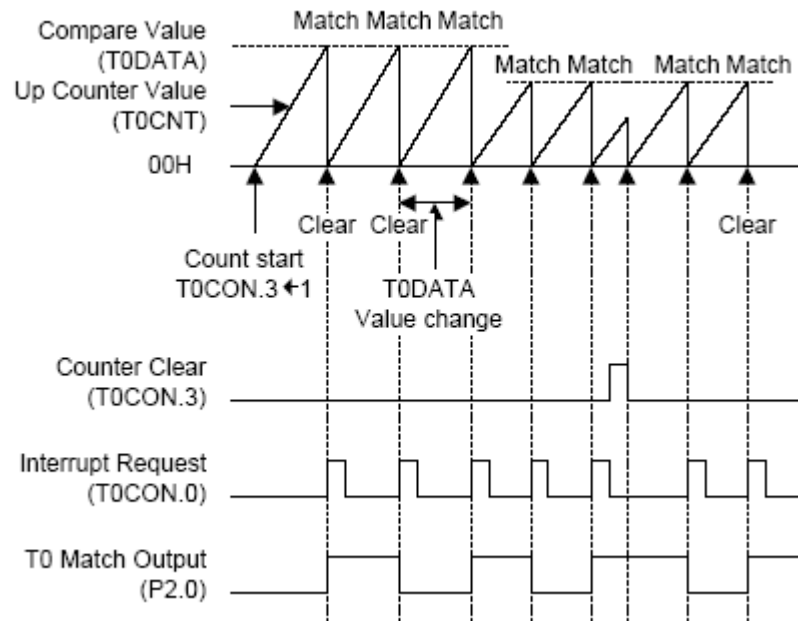 Compare Value
(T0DATA)
Match Match Match
Match Match
Match Match
Up Counter Value
(T0CNT)
00H
Clear
Clear
Clear
Count start
T0CON.3 ←1
T0DATA
Value change
Counter Clear
(T0CON.3)
Interrupt Request
(T0CON.0)
T0 Match Output
(P2.0)